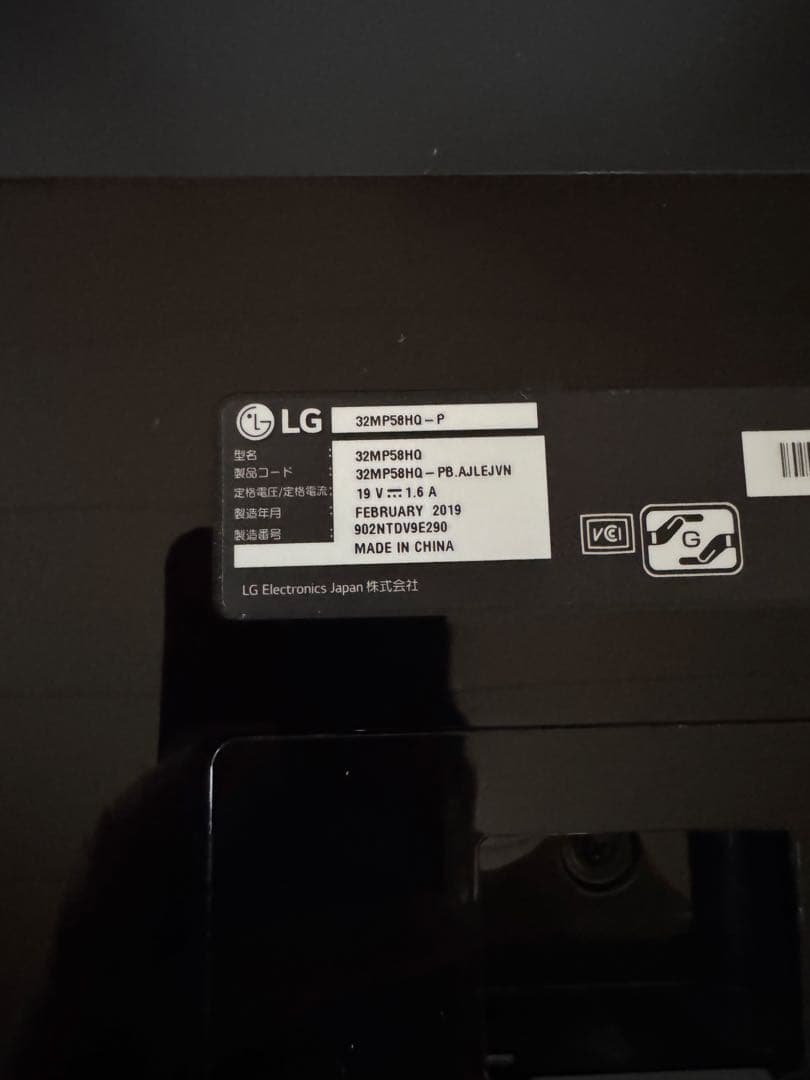 LG 32MP58HQ-P
型名 : 32MP58HQ
製品コード : 32MP58HQ-PB.AJLEJVN
定格電圧/定格電流: 19 V⎓1.6 A
製造年月 : FEBRUARY 2019
製造番号 : 902NTDV9E290
MADE IN CHINA
VCCI
G
LG Electronics Japan 株式会社